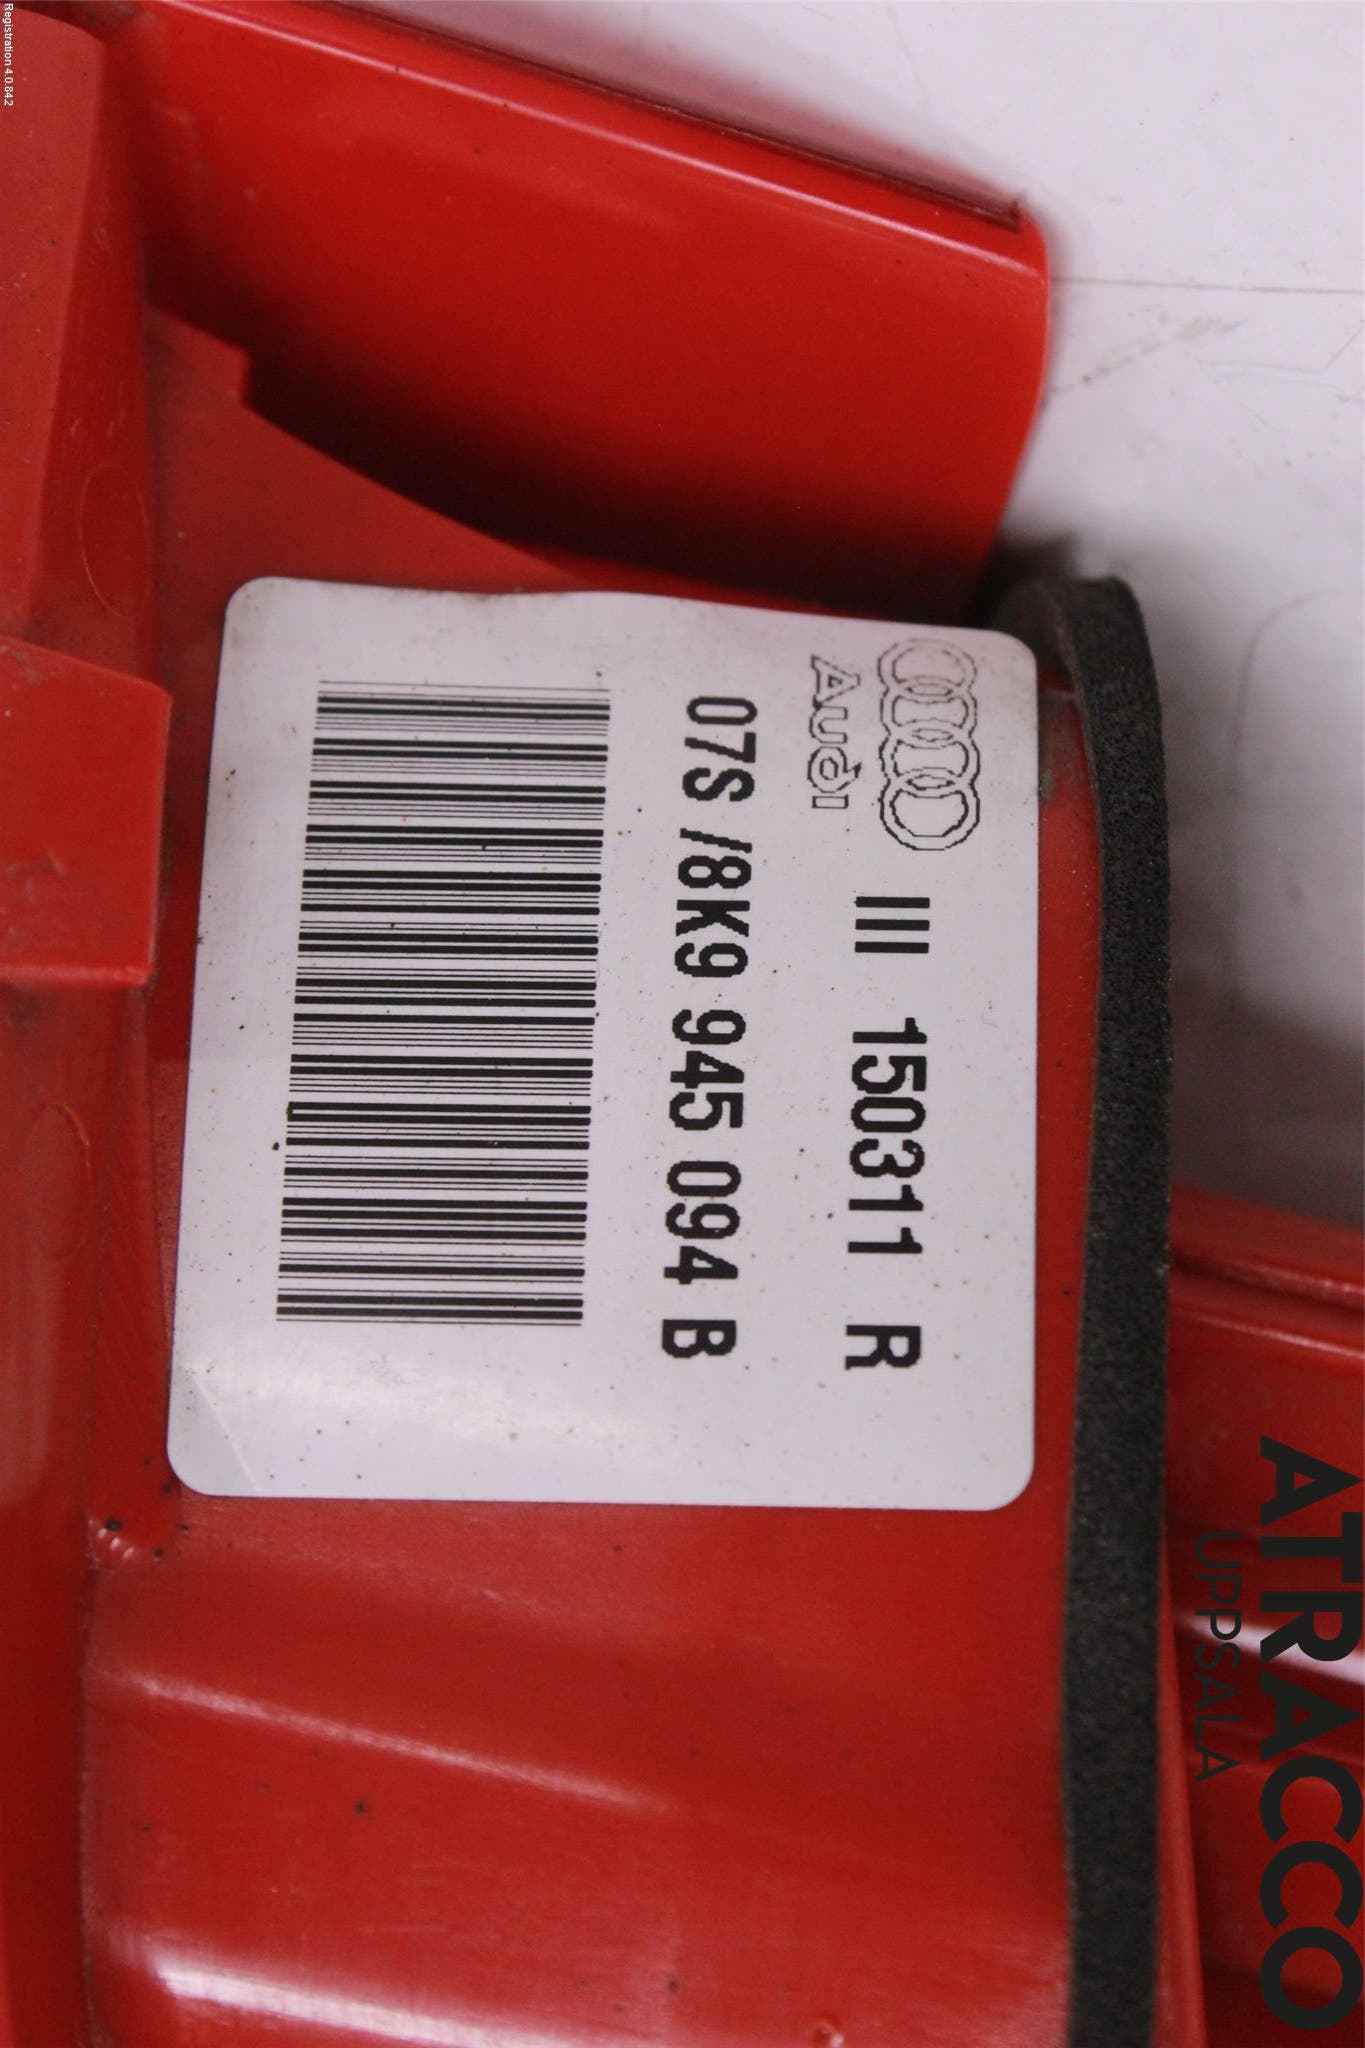 Registration 4.0.842
Audi
III 150311 R
07S /8K9 945 094 B
ATRACCO
UPPSALA